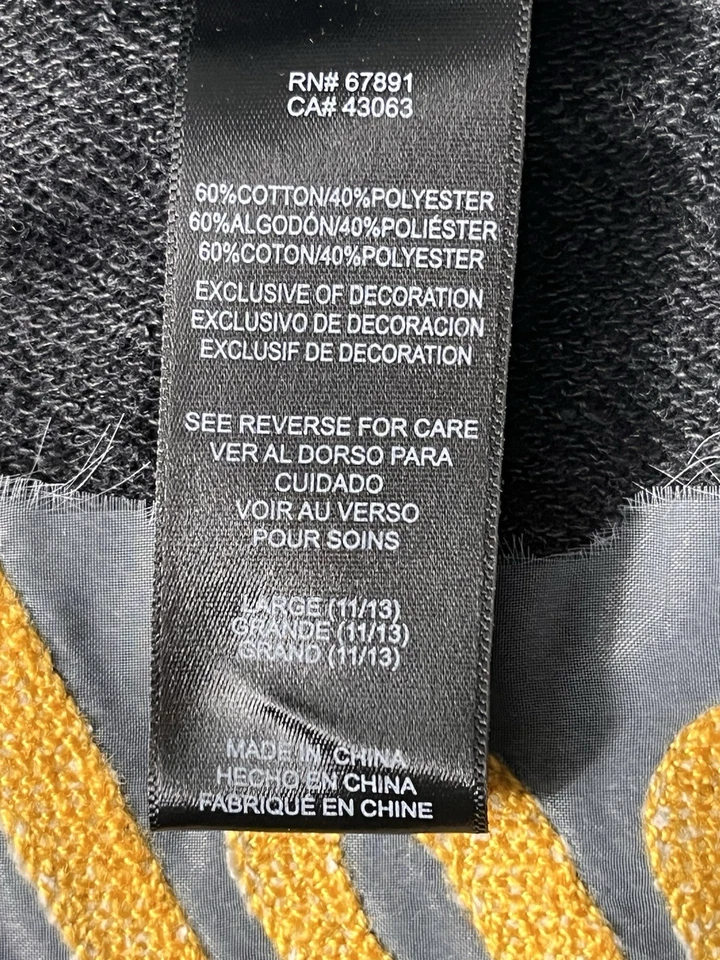 RN# 67891
CA# 43063
60%COTTON/40%POLYESTER
60%ALGODÓN/40%POLIÉSTER
60%COTON/40%POLYESTER
EXCLUSIVE OF DECORATION
EXCLUSIVO DE DECORACION
EXCLUSIF DE DECORATION
SEE REVERSE FOR CARE
VER AL DORSO PARA
CUIDADO
VOIR AU VERSO
POUR SOINS
LARGE (11/13)
GRANDE (11/13)
GRAND (11/13)
MADE IN CHINA
HECHO EN CHINA
FABRIQUE EN CHINE